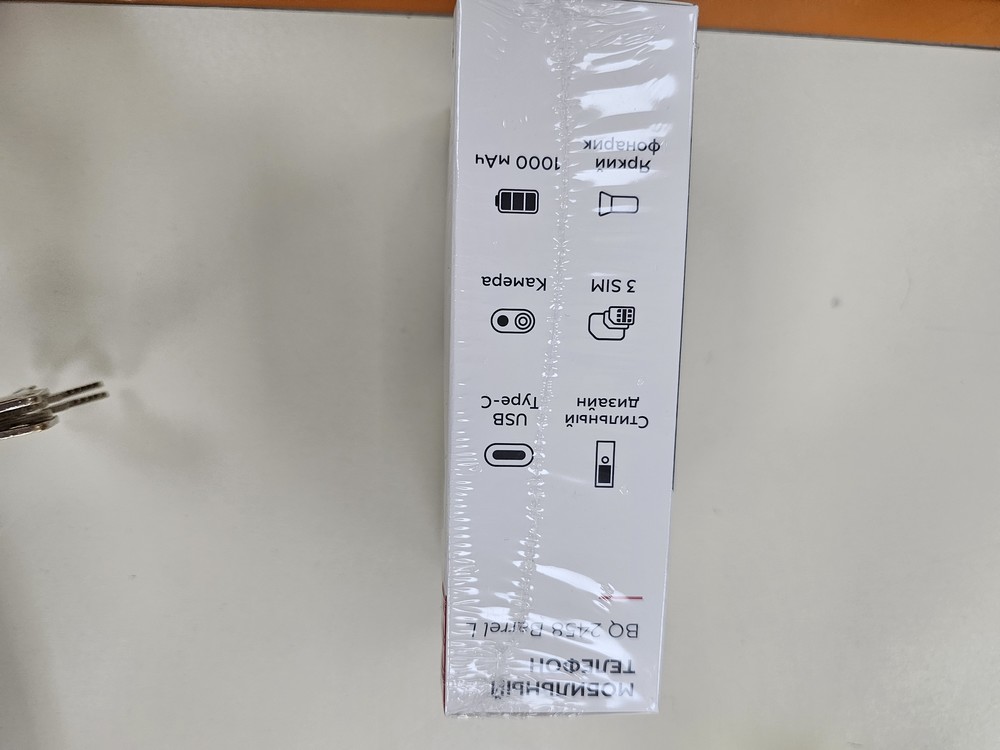 МОБИЛЬНЫЙ
ТЕЛЕФОН
BQ 2458 Barrel L
Стильный
дизайн
USB
Type-C
3 SIM
Камера
Яркий
фонарик
1000 мАч